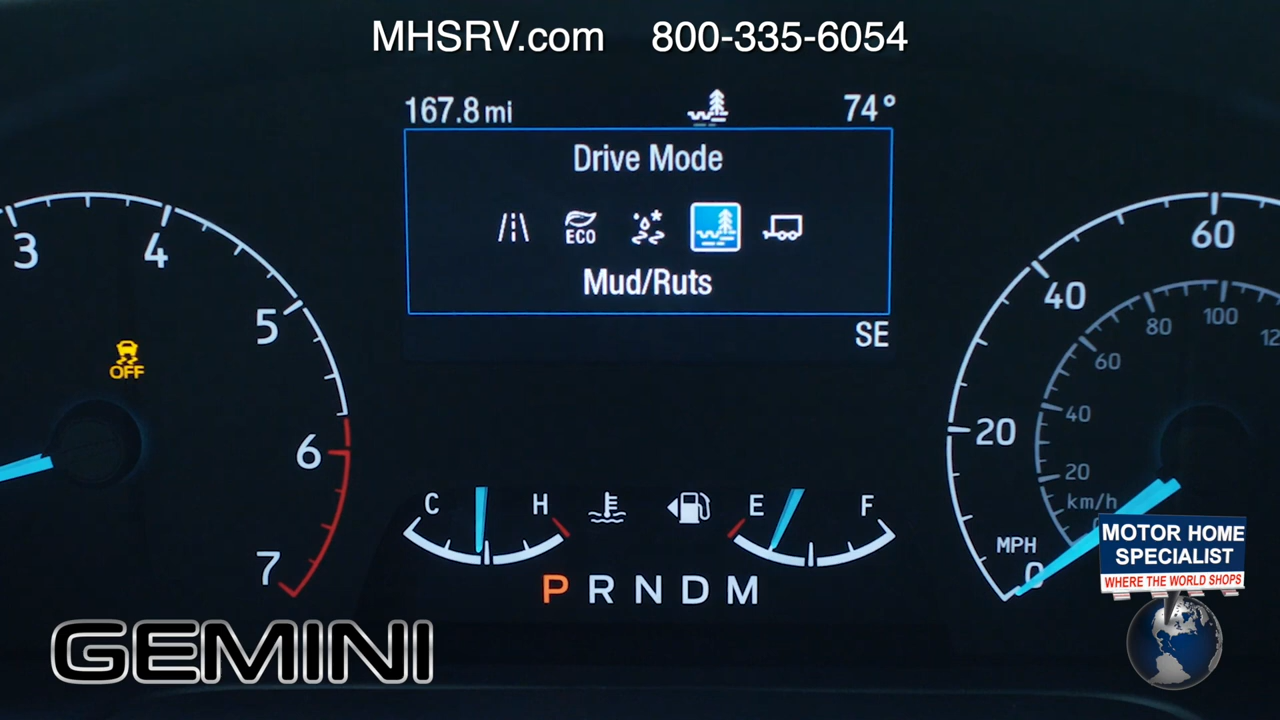 MHSRV.com 800-335-6054
167.8 mi 74°
Drive Mode
ECO
Mud/Ruts
SE
3
4
5
6
7
OFF
C H
E F
P R N D M
60
40
20
0
MPH
100
80
60
40
20
km/h
GEMINI
MOTOR HOME
SPECIALIST
WHERE THE WORLD SHOPS